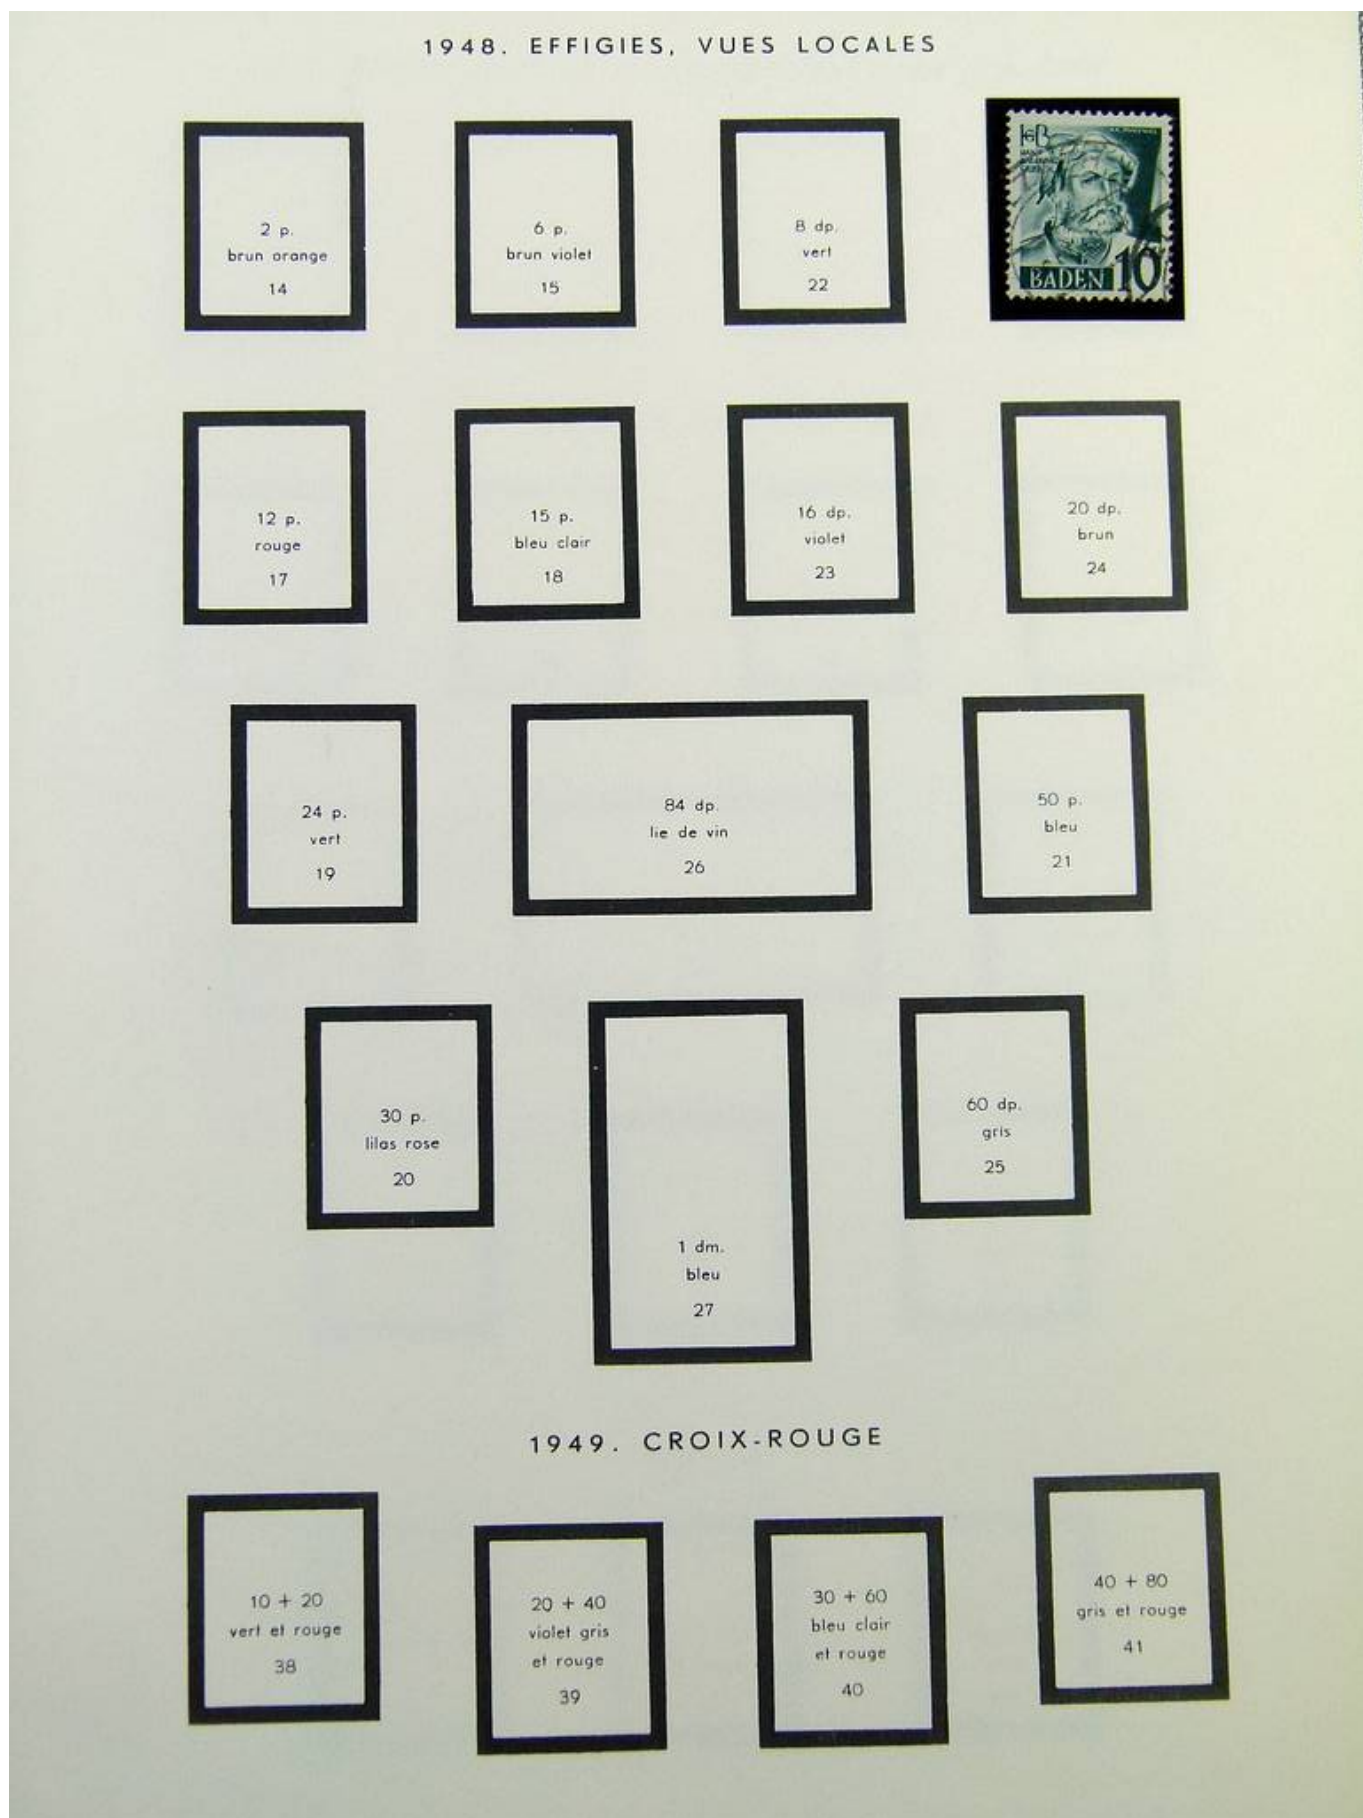 1948. EFFIGIES, VUES LOCALES
2 p.
brun orange
14
6 p.
brun violet
15
8 dp.
vert
22
HGB
BADEN 10
12 p.
rouge
17
15 p.
bleu clair
18
16 dp.
violet
23
20 dp.
brun
24
24 p.
vert
19
84 dp.
lie de vin
26
50 p.
bleu
21
30 p.
lilas rose
20
1 dm.
bleu
27
60 dp.
gris
25
1949. CROIX-ROUGE
10 + 20
vert et rouge
38
20 + 40
violet gris
et rouge
39
30 + 60
bleu clair
et rouge
40
40 + 80
gris et rouge
41